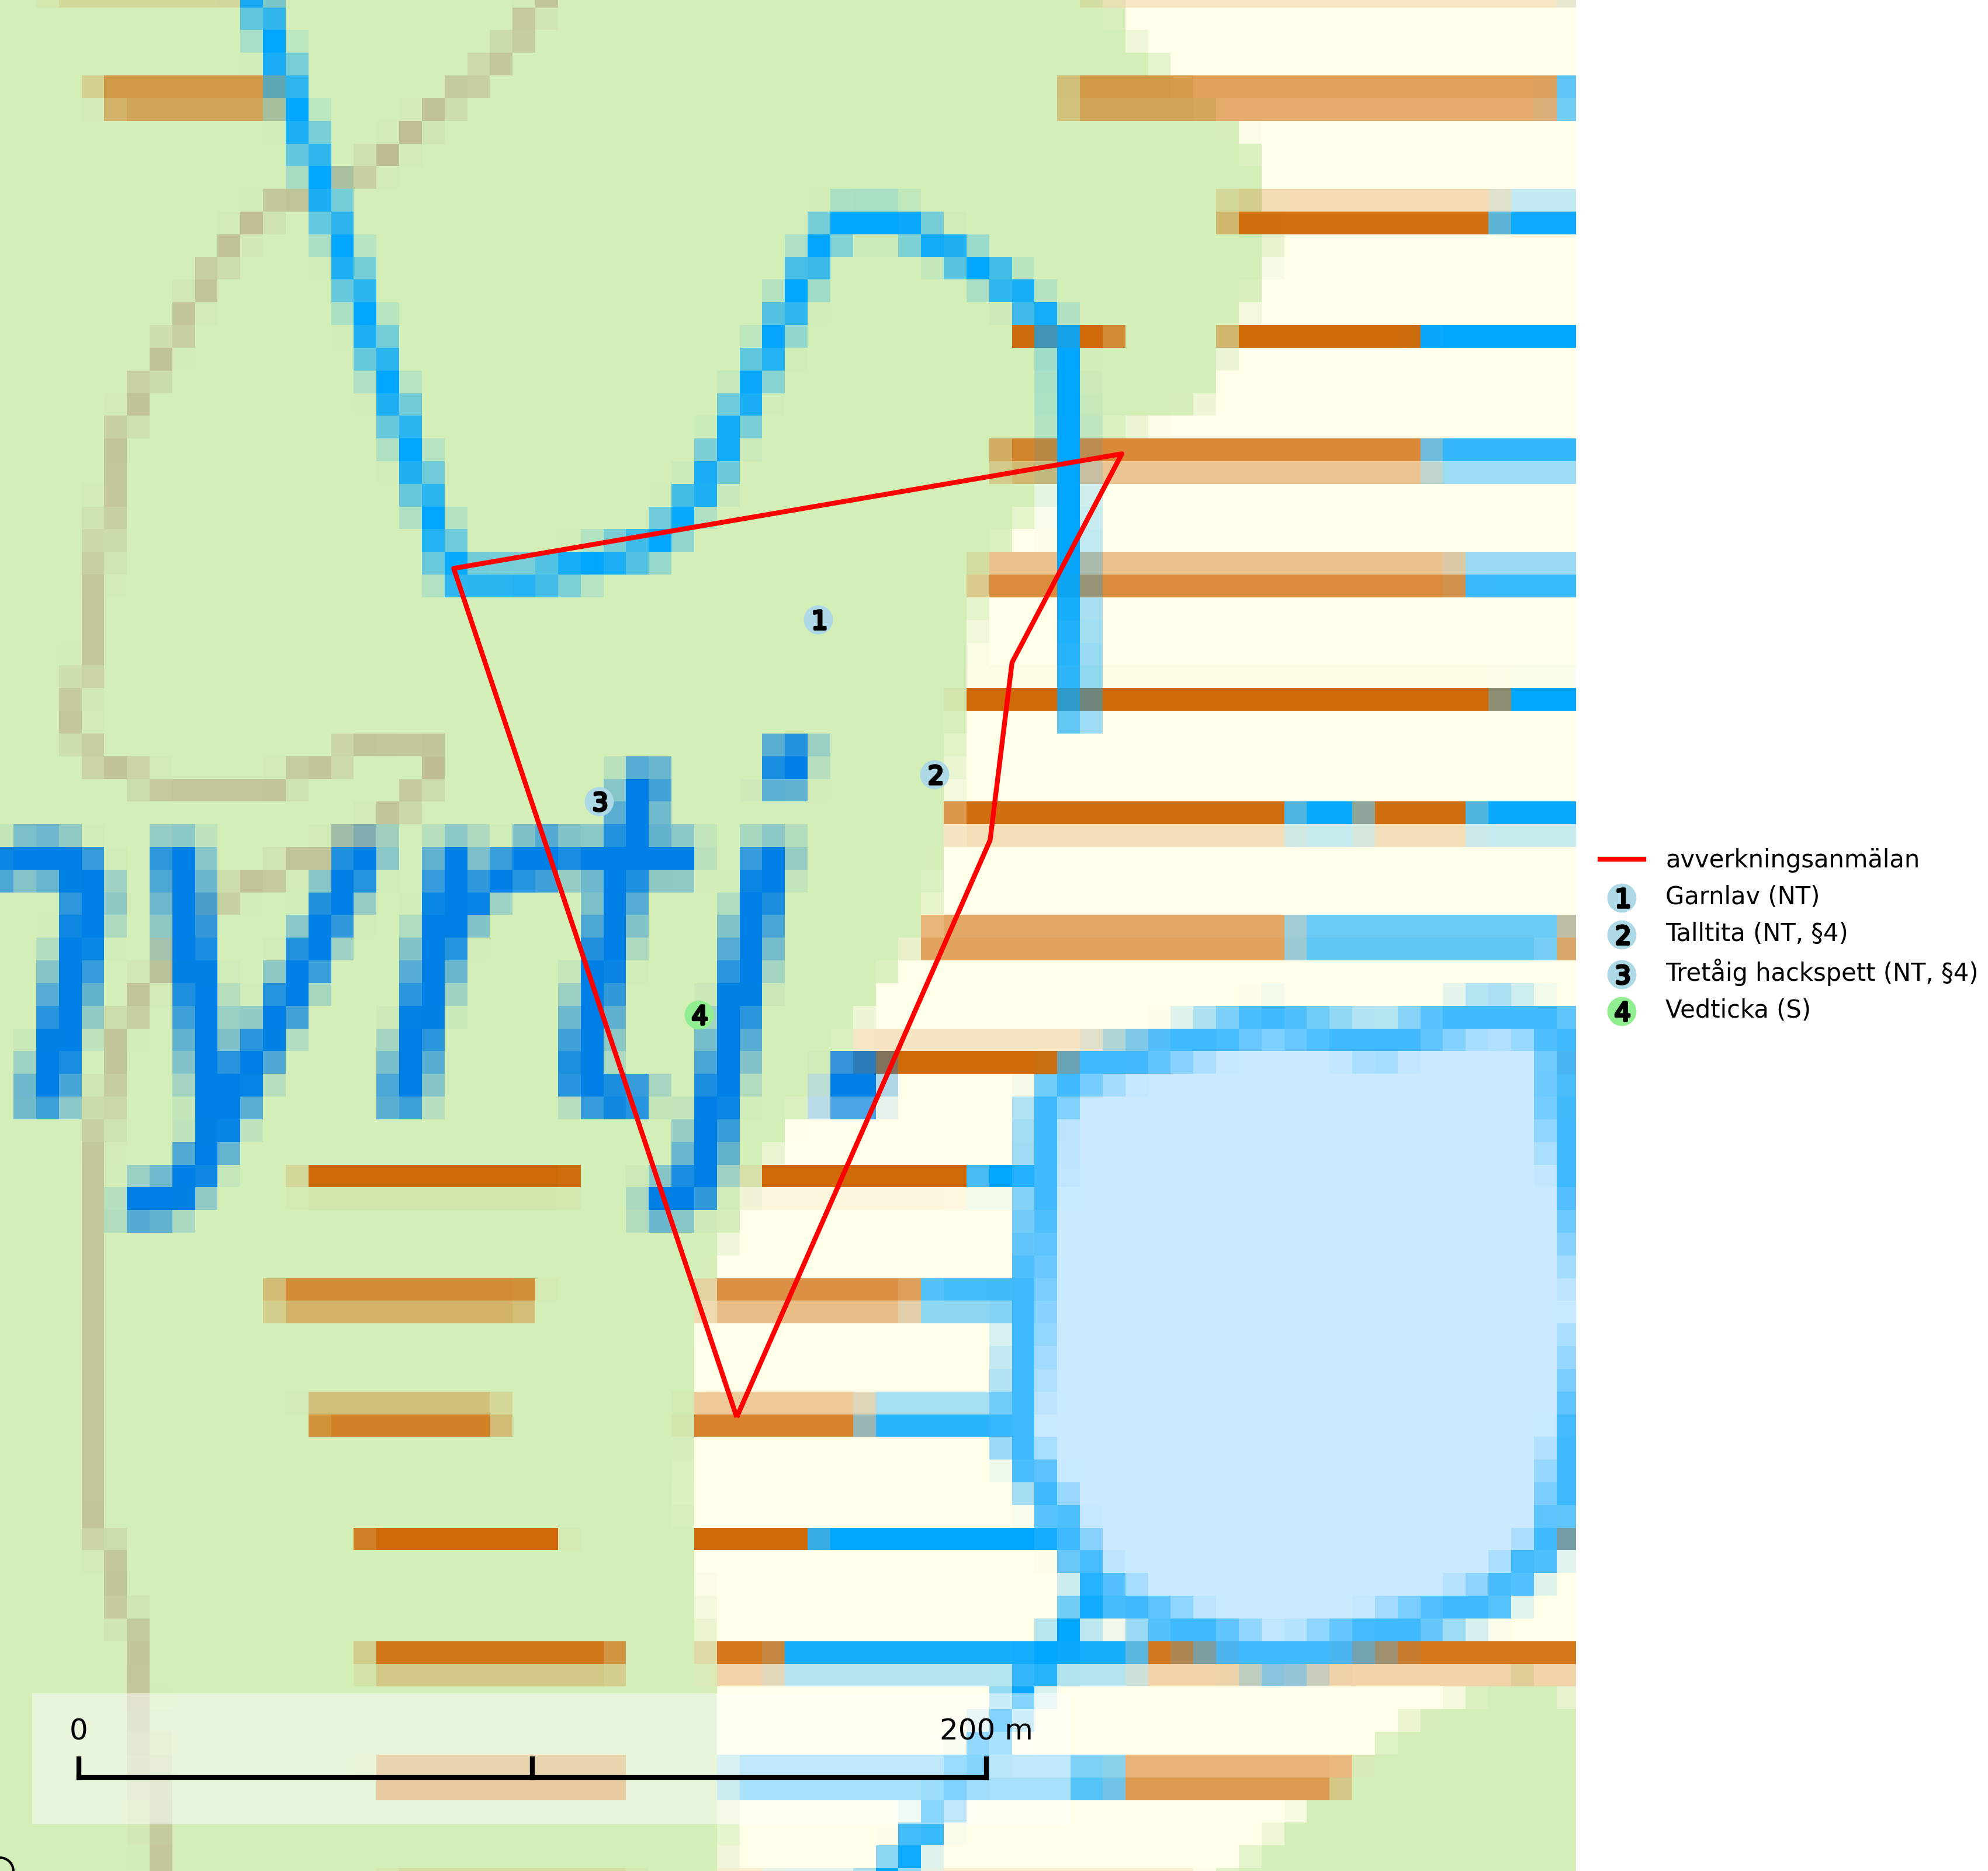 avverkningsanmälan
1 Garnlav (NT)
2 Talltita (NT, §4)
3 Tretåig hackspett (NT, §4)
4 Vedticka (S)
1
2
3
4
0 200 m